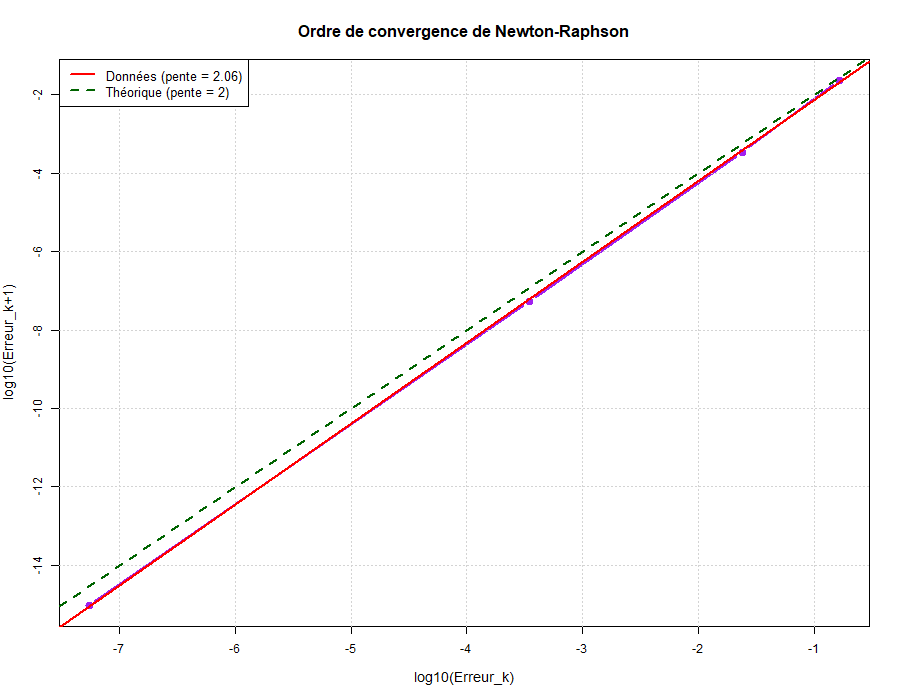 Ordre de convergence de Newton-Raphson
Données (pente = 2.06)
Théorique (pente = 2)
log10(Erreur_k+1)
-2
-4
-6
-8
-10
-12
-14
-7
-6
-5
-4
-3
-2
-1
log10(Erreur_k)